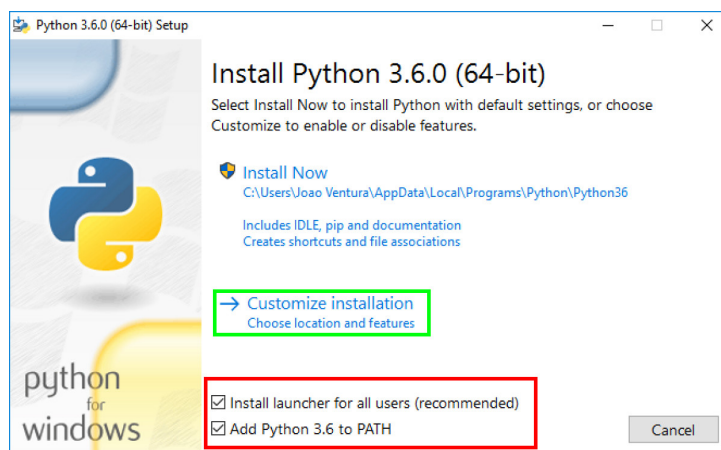 Python 3.6.0 (64-bit) Setup
Install Python 3.6.0 (64-bit)
Select Install Now to install Python with default settings, or choose
Customize to enable or disable features.
Install Now
C:\Users\Joao Ventura\AppData\Local\Programs\Python\Python36
Includes IDLE, pip and documentation
Creates shortcuts and file associations
Customize installation
Choose location and features
python
for
windows
Install launcher for all users (recommended)
Add Python 3.6 to PATH
Cancel